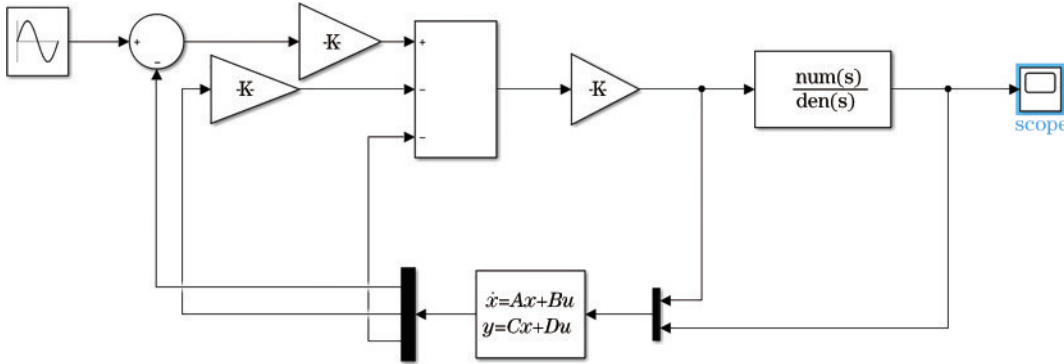 +
−
-K-
-K-
+
−
−
-K-
num(s)
den(s)
scope
ẋ=Ax+Bu
y=Cx+Du